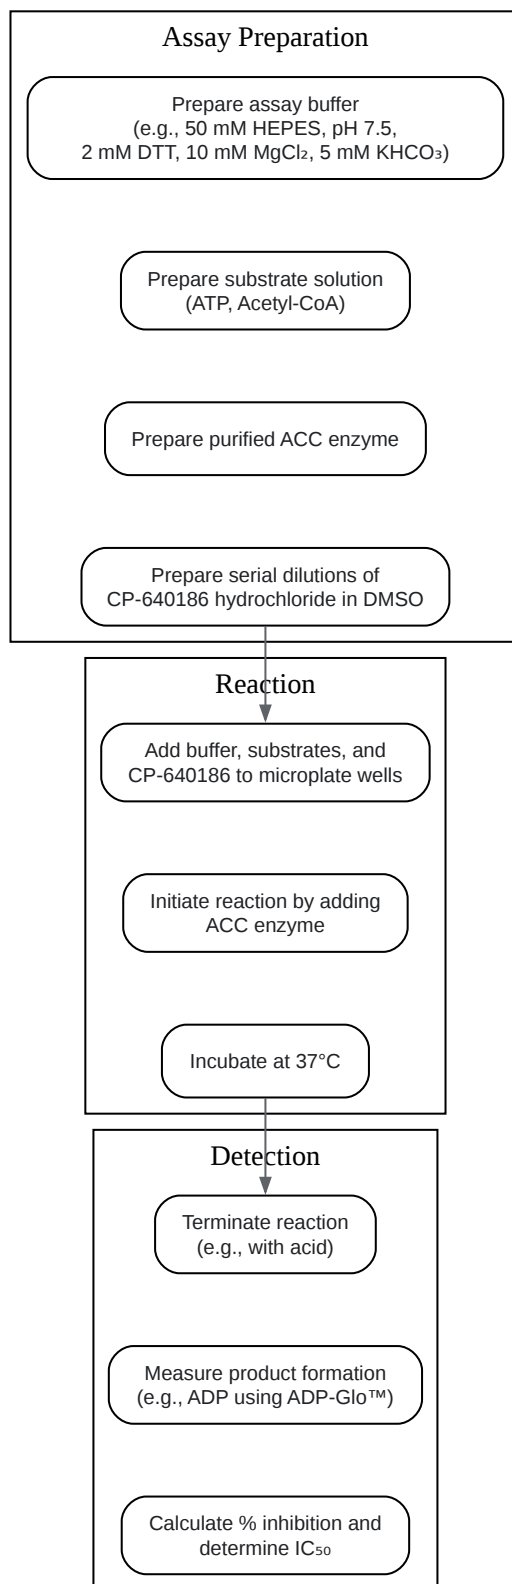 Assay Preparation
Prepare assay buffer
(e.g., 50 mM HEPES, pH 7.5,
2 mM DTT, 10 mM MgCl₂, 5 mM KHCO₃)
Prepare substrate solution
(ATP, Acetyl-CoA)
Prepare purified ACC enzyme
Prepare serial dilutions of
CP-640186 hydrochloride in DMSO
Reaction
Add buffer, substrates, and
CP-640186 to microplate wells
Initiate reaction by adding
ACC enzyme
Incubate at 37°C
Detection
Terminate reaction
(e.g., with acid)
Measure product formation
(e.g., ADP using ADP-Glo™)
Calculate % inhibition and
determine IC₅₀